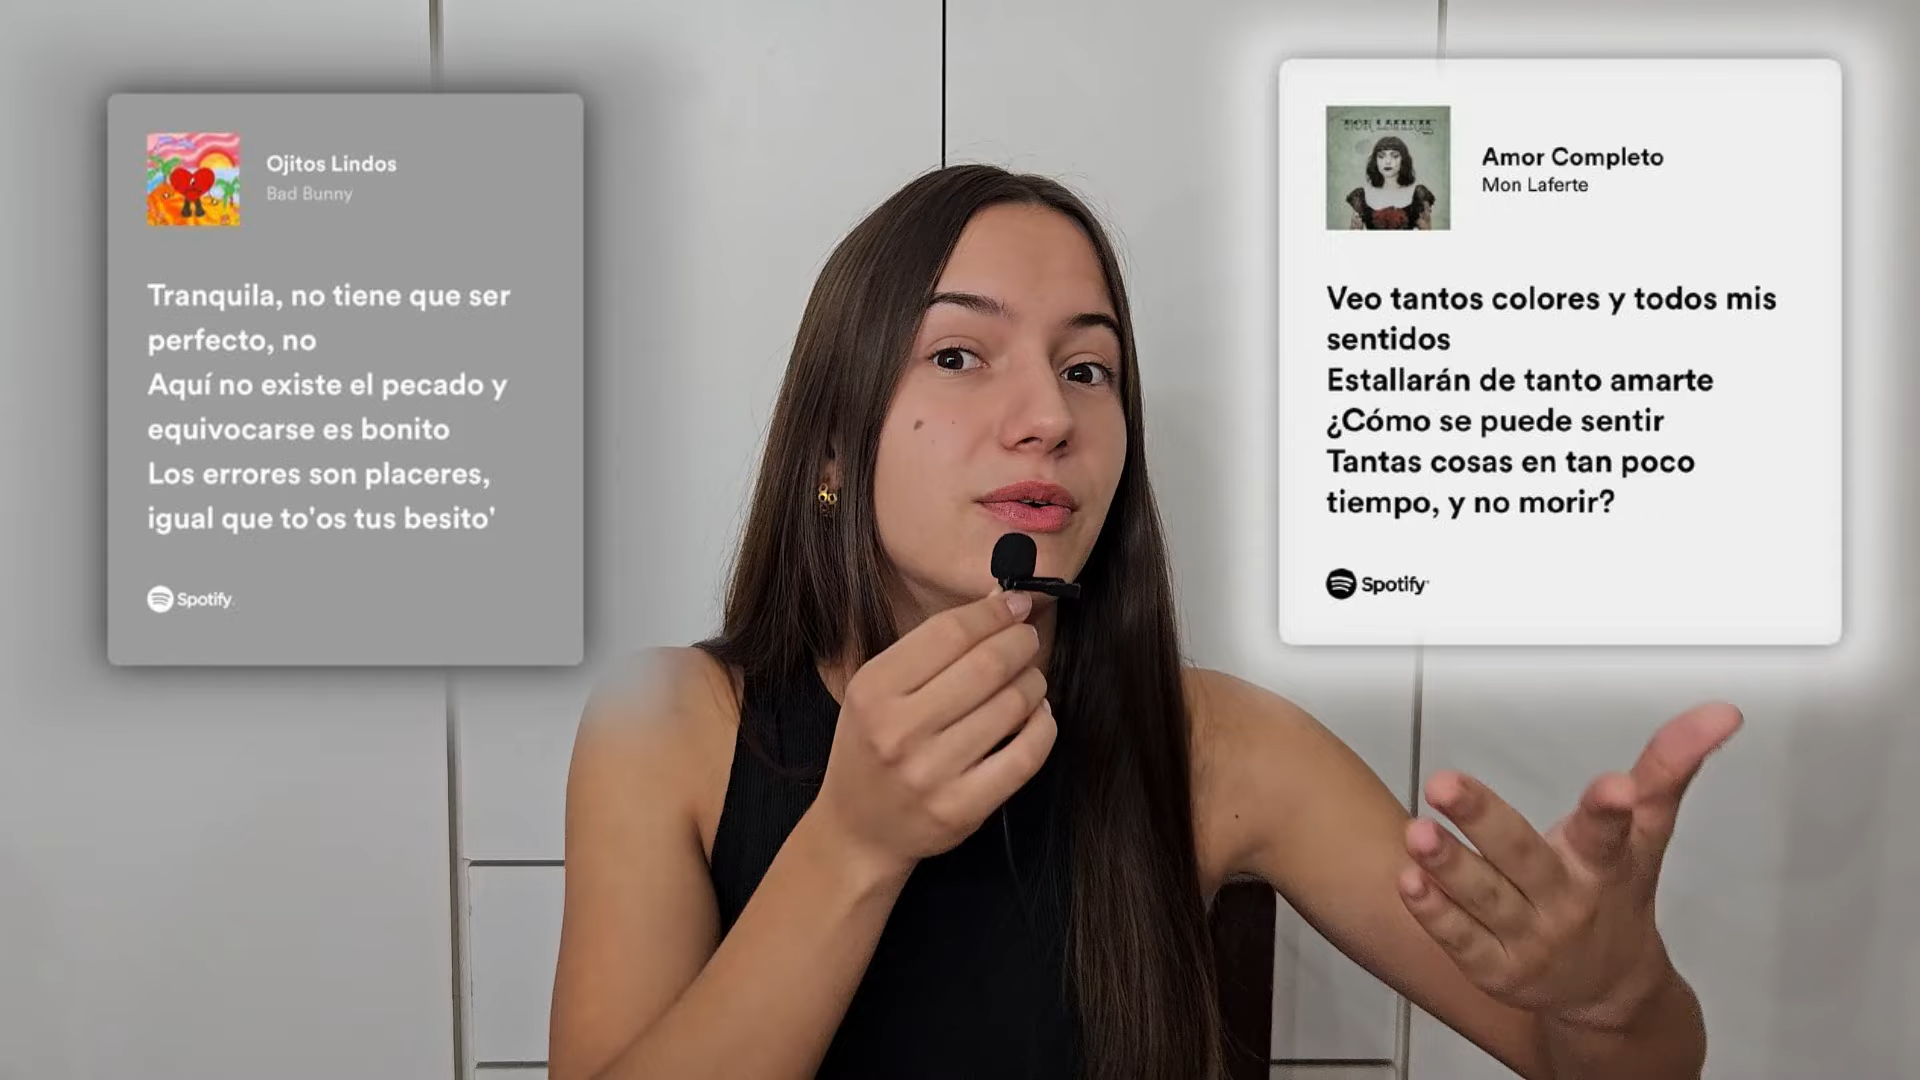 Ojitos Lindos
Bad Bunny
Tranquila, no tiene que ser
perfecto, no
Aquí no existe el pecado y
equivocarse es bonito
Los errores son placeres,
igual que to'os tus besito'
Spotify
MON LAFERTE
Amor Completo
Mon Laferte
Veo tantos colores y todos mis
sentidos
Estallarán de tanto amarte
¿Cómo se puede sentir
Tantas cosas en tan poco
tiempo, y no morir?
Spotify